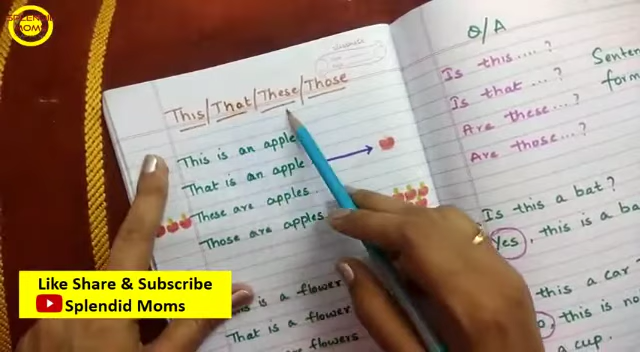 SPLENDID
MOMS
This/That/These/Those
This is an apple
That is an apple
These are apples.
Those are apples.
is a flower
That is a flower
are flowers
Q/A
Is this.....?
Is that.....?
Are these...?
Are those...?
Is this a bat?
Yes, this is a ba
this a car
this is no
a cup.
Like Share & Subscribe
Splendid Moms